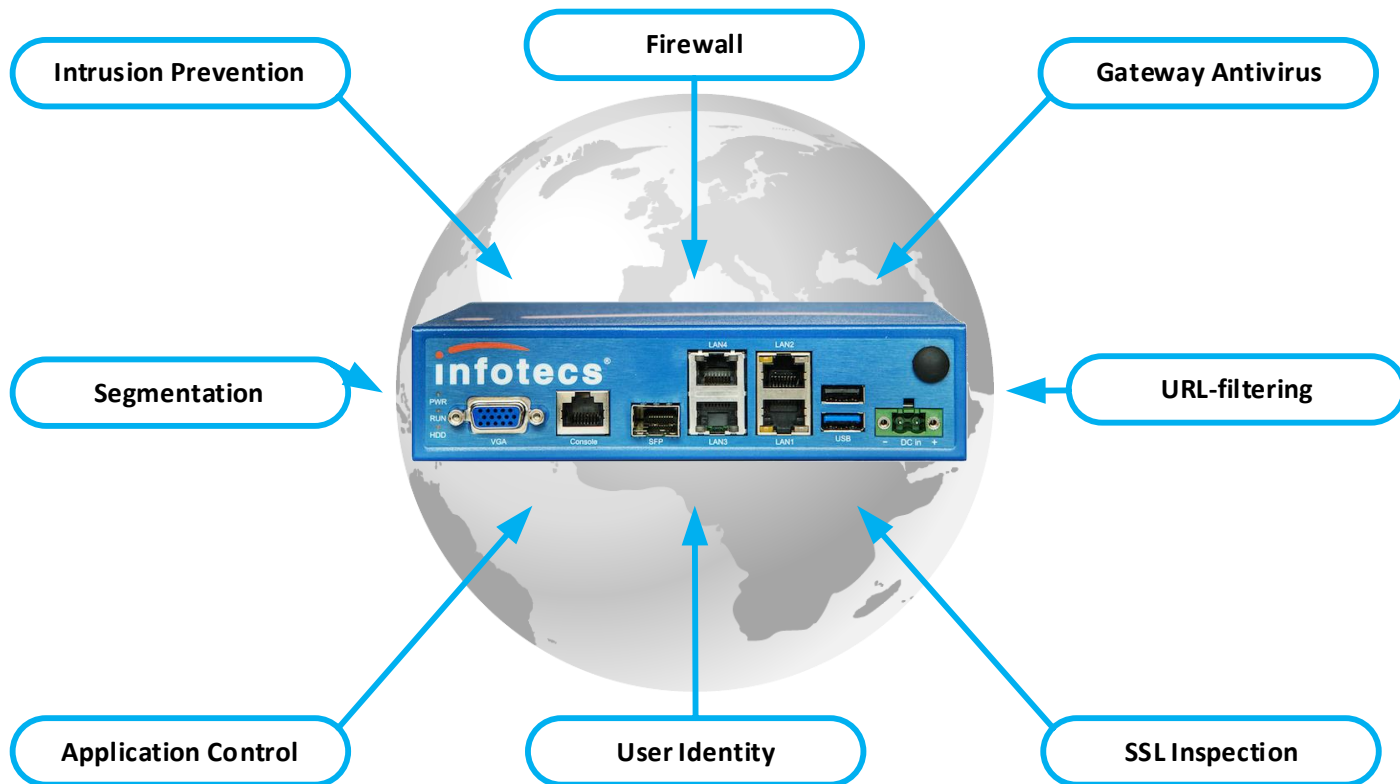 Firewall
Intrusion Prevention
Gateway Antivirus
LAN4
LAN2
infotecs®
PWR
RUN
HDD
VGA
Console
SFP
LAN3
LAN1
USB
− DC in +
Segmentation
URL-filtering
Application Control
User Identity
SSL Inspection